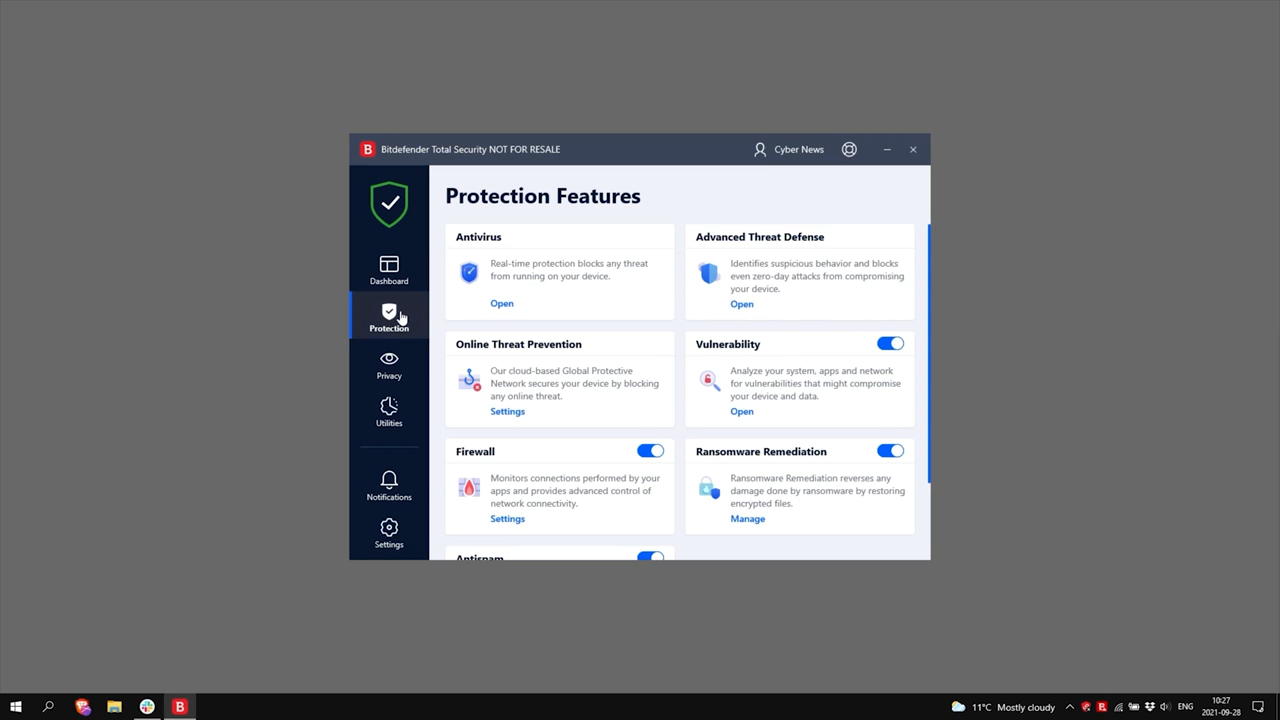 B Bitdefender Total Security NOT FOR RESALE
Cyber News
Dashboard
Protection
Privacy
Utilities
Notifications
Settings
Protection Features
Antivirus
Real-time protection blocks any threat
from running on your device.
Open
Advanced Threat Defense
Identifies suspicious behavior and blocks
even zero-day attacks from compromising
your device.
Open
Online Threat Prevention
Our cloud-based Global Protective
Network secures your device by blocking
any online threat.
Settings
Vulnerability
Analyze your system, apps and network
for vulnerabilities that might compromise
your device and data.
Open
Firewall
Monitors connections performed by your
apps and provides advanced control of
network connectivity.
Settings
Ransomware Remediation
Ransomware Remediation reverses any
damage done by ransomware by restoring
encrypted files.
Manage
Antispam
B
11°C Mostly cloudy
B
ENG
10:27
2021-09-28